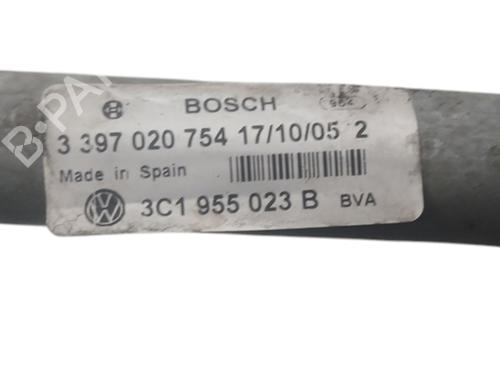 BOSCH
3 397 020 754 17/10/05 2
Made in Spain
3C1 955 023 B BVA